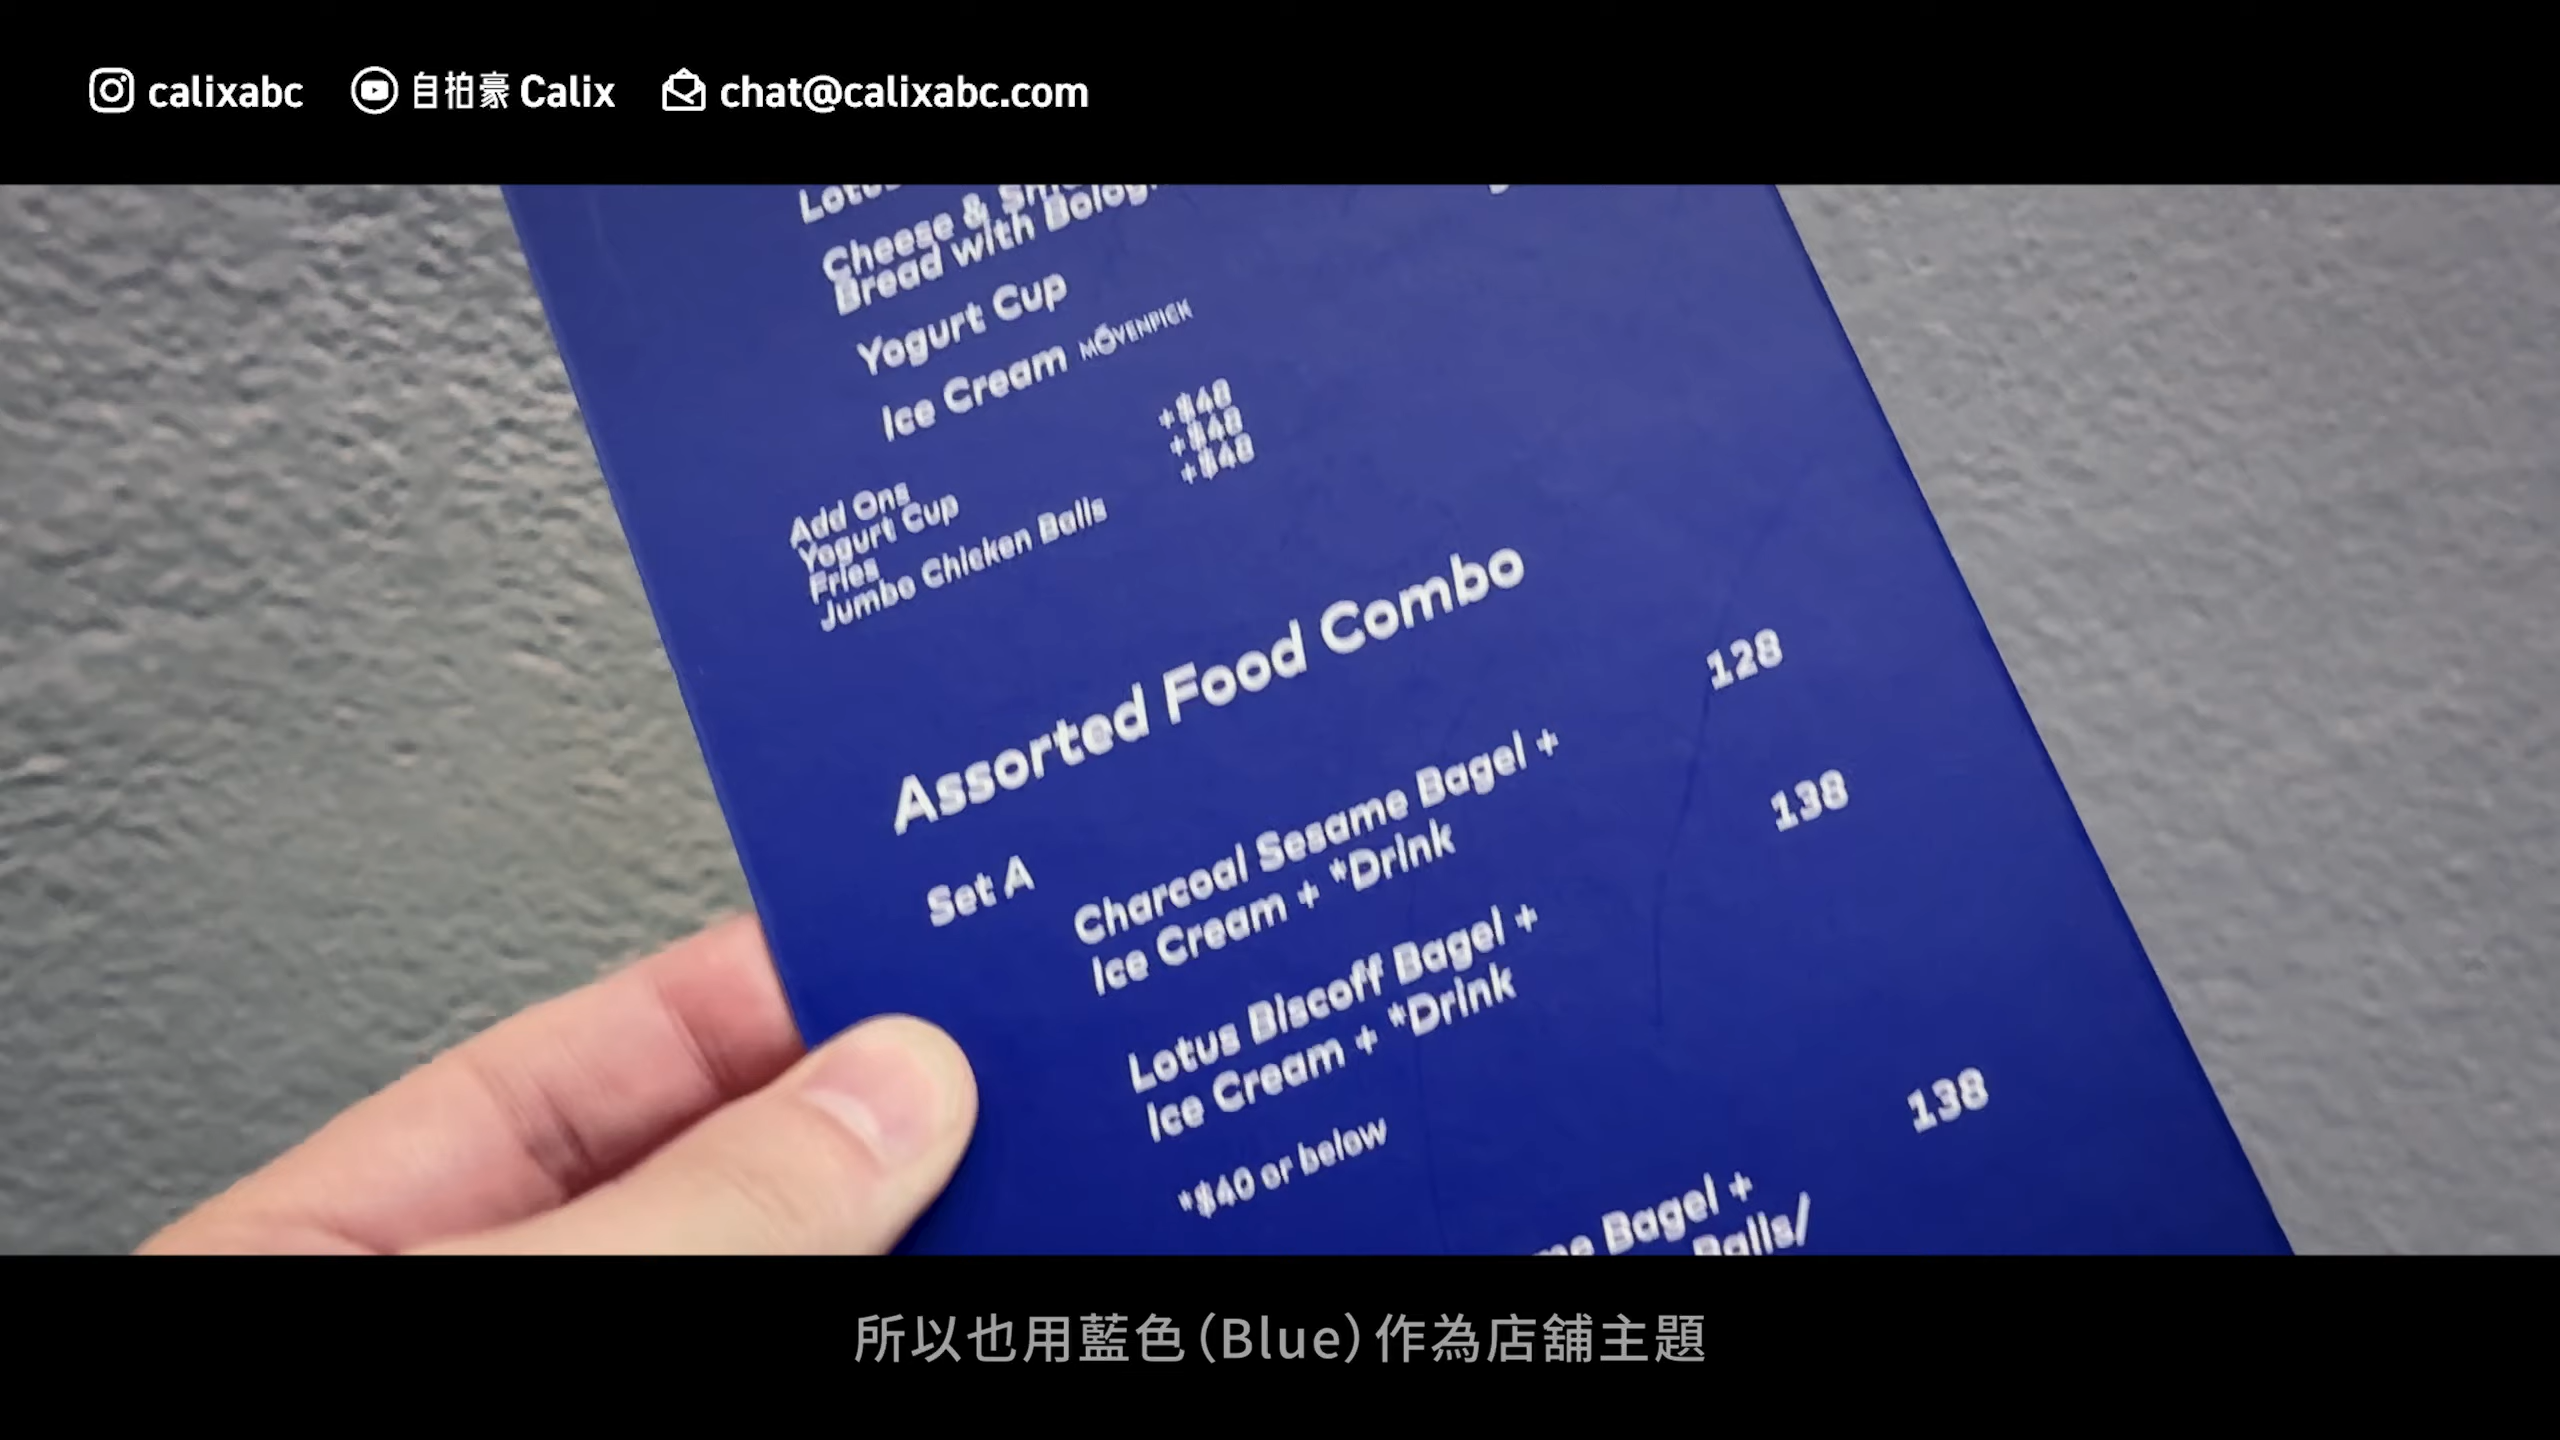 calixabc
自拍豪 Calix
chat@calixabc.com
Cheese &
Bread with
Yogurt Cup
Ice Cream MÖVENPICK
Add Ons
Yogurt Cup +$48
Fries +$48
Jumbo Chicken Balls +$48
Assorted Food Combo
Set A
Charcoal Sesame Bagel + 128
Ice Cream + *Drink
Lotus Biscoff Bagel + 138
Ice Cream + *Drink
*$40 or below
Bagel + 138
Balls/
所以也用藍色（Blue）作為店舖主題